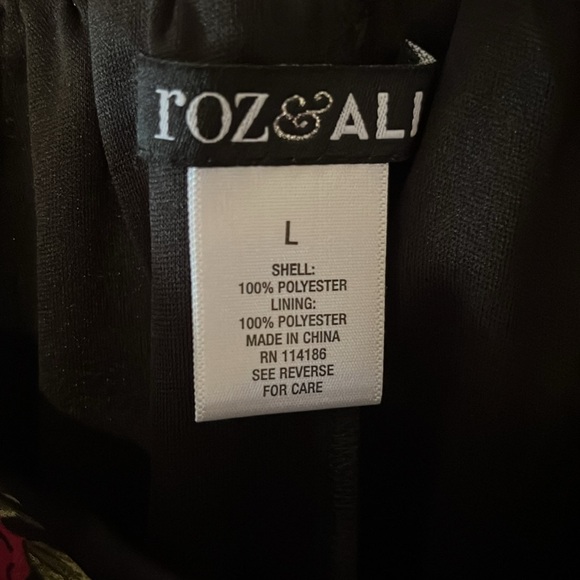 roz&ALI
L
SHELL:
100% POLYESTER
LINING:
100% POLYESTER
MADE IN CHINA
RN 114186
SEE REVERSE
FOR CARE